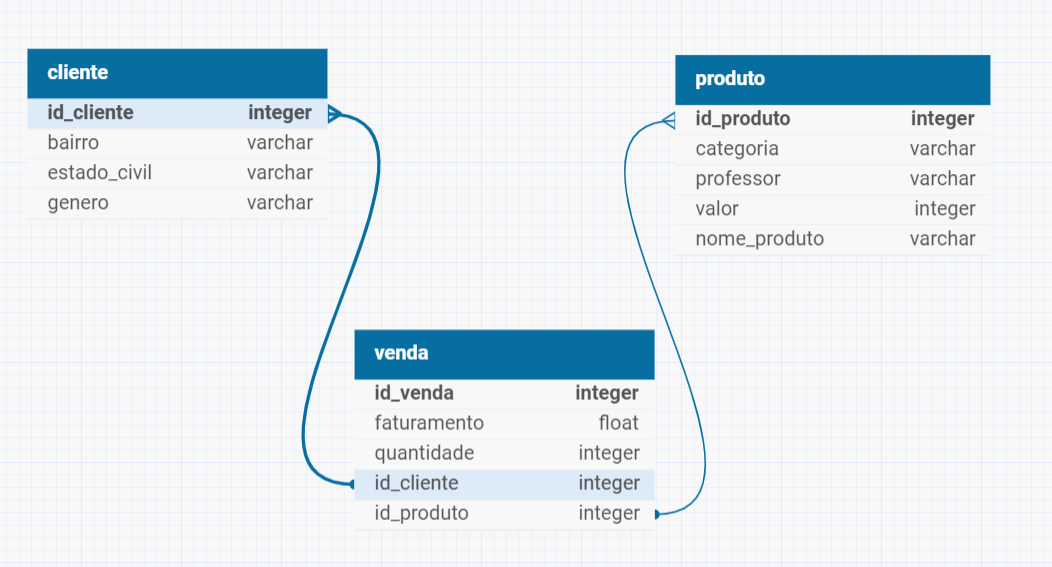 cliente
id_cliente integer
bairro varchar
estado_civil varchar
genero varchar
produto
id_produto integer
categoria varchar
professor varchar
valor integer
nome_produto varchar
venda
id_venda integer
faturamento float
quantidade integer
id_cliente integer
id_produto integer